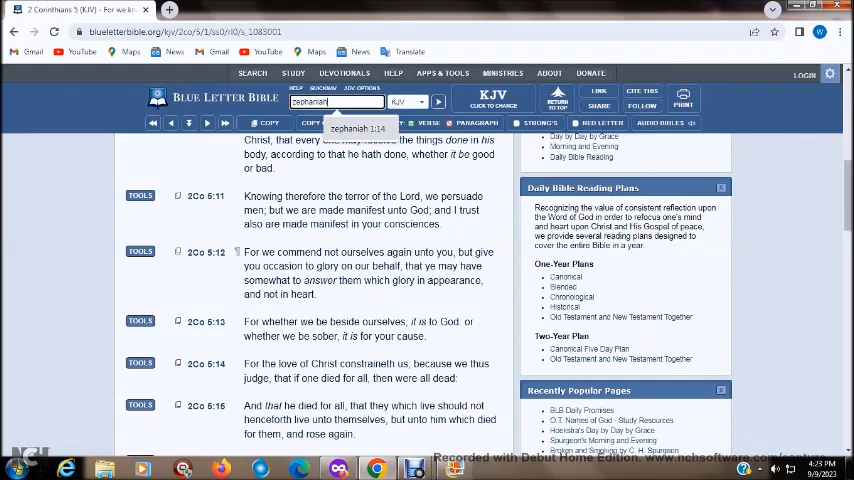 2 Corinthians 5 (KJV) - For we kno
blueletterbible.org/kjv/2co/5/1/ss0/rl0/s_1083001
Gmail YouTube Maps News Gmail YouTube Maps News Translate
SEARCH STUDY DEVOTIONALS HELP APPS & TOOLS MINISTRIES ABOUT DONATE LOGIN
HELP QUICKNAV ADV. OPTIONS
BLUE LETTER BIBLE
zephaniah
KJV
KJV
CLICK TO CHANGE
RETURN
TO TOP
LINK CITE THIS
SHARE FOLLOW
PRINT
COPY COPY VERSE PARAGRAPH STRONG'S RED LETTER AUDIO BIBLES
zephaniah 1:14
Christ; that every one may receive the things done in his
body, according to that he hath done, whether it be good
or bad.
TOOLS 2Co 5:11 Knowing therefore the terror of the Lord, we persuade
men; but we are made manifest unto God; and I trust
also are made manifest in your consciences.
TOOLS 2Co 5:12 ¶ For we commend not ourselves again unto you, but give
you occasion to glory on our behalf, that ye may have
somewhat to answer them which glory in appearance,
and not in heart.
TOOLS 2Co 5:13 For whether we be beside ourselves, it is to God: or
whether we be sober, it is for your cause.
TOOLS 2Co 5:14 For the love of Christ constraineth us; because we thus
judge, that if one died for all, then were all dead:
TOOLS 2Co 5:15 And that he died for all, that they which live should not
henceforth live unto themselves, but unto him which died
for them, and rose again.
Day by Day by Grace
Morning and Evening
Daily Bible Reading
Daily Bible Reading Plans
Recognizing the value of consistent reflection upon
the Word of God in order to refocus one's mind
and heart upon Christ and His Gospel of peace,
we provide several reading plans designed to
cover the entire Bible in a year.
One-Year Plans
Canonical
Blended
Chronological
Historical
Old Testament and New Testament Together
Two-Year Plan
Canonical Five Day Plan
Old Testament and New Testament Together
Recently Popular Pages
BLB Daily Promises
O.T. Names of God - Study Resources
Hoekstra's Day by Day by Grace
Spurgeon's Morning and Evening
Broken and Smoking by C. H. Spurgeon
Recorded with Debut Home Edition. www.nchsoftware.com/capture
NCH
4:23 PM
9/9/2023